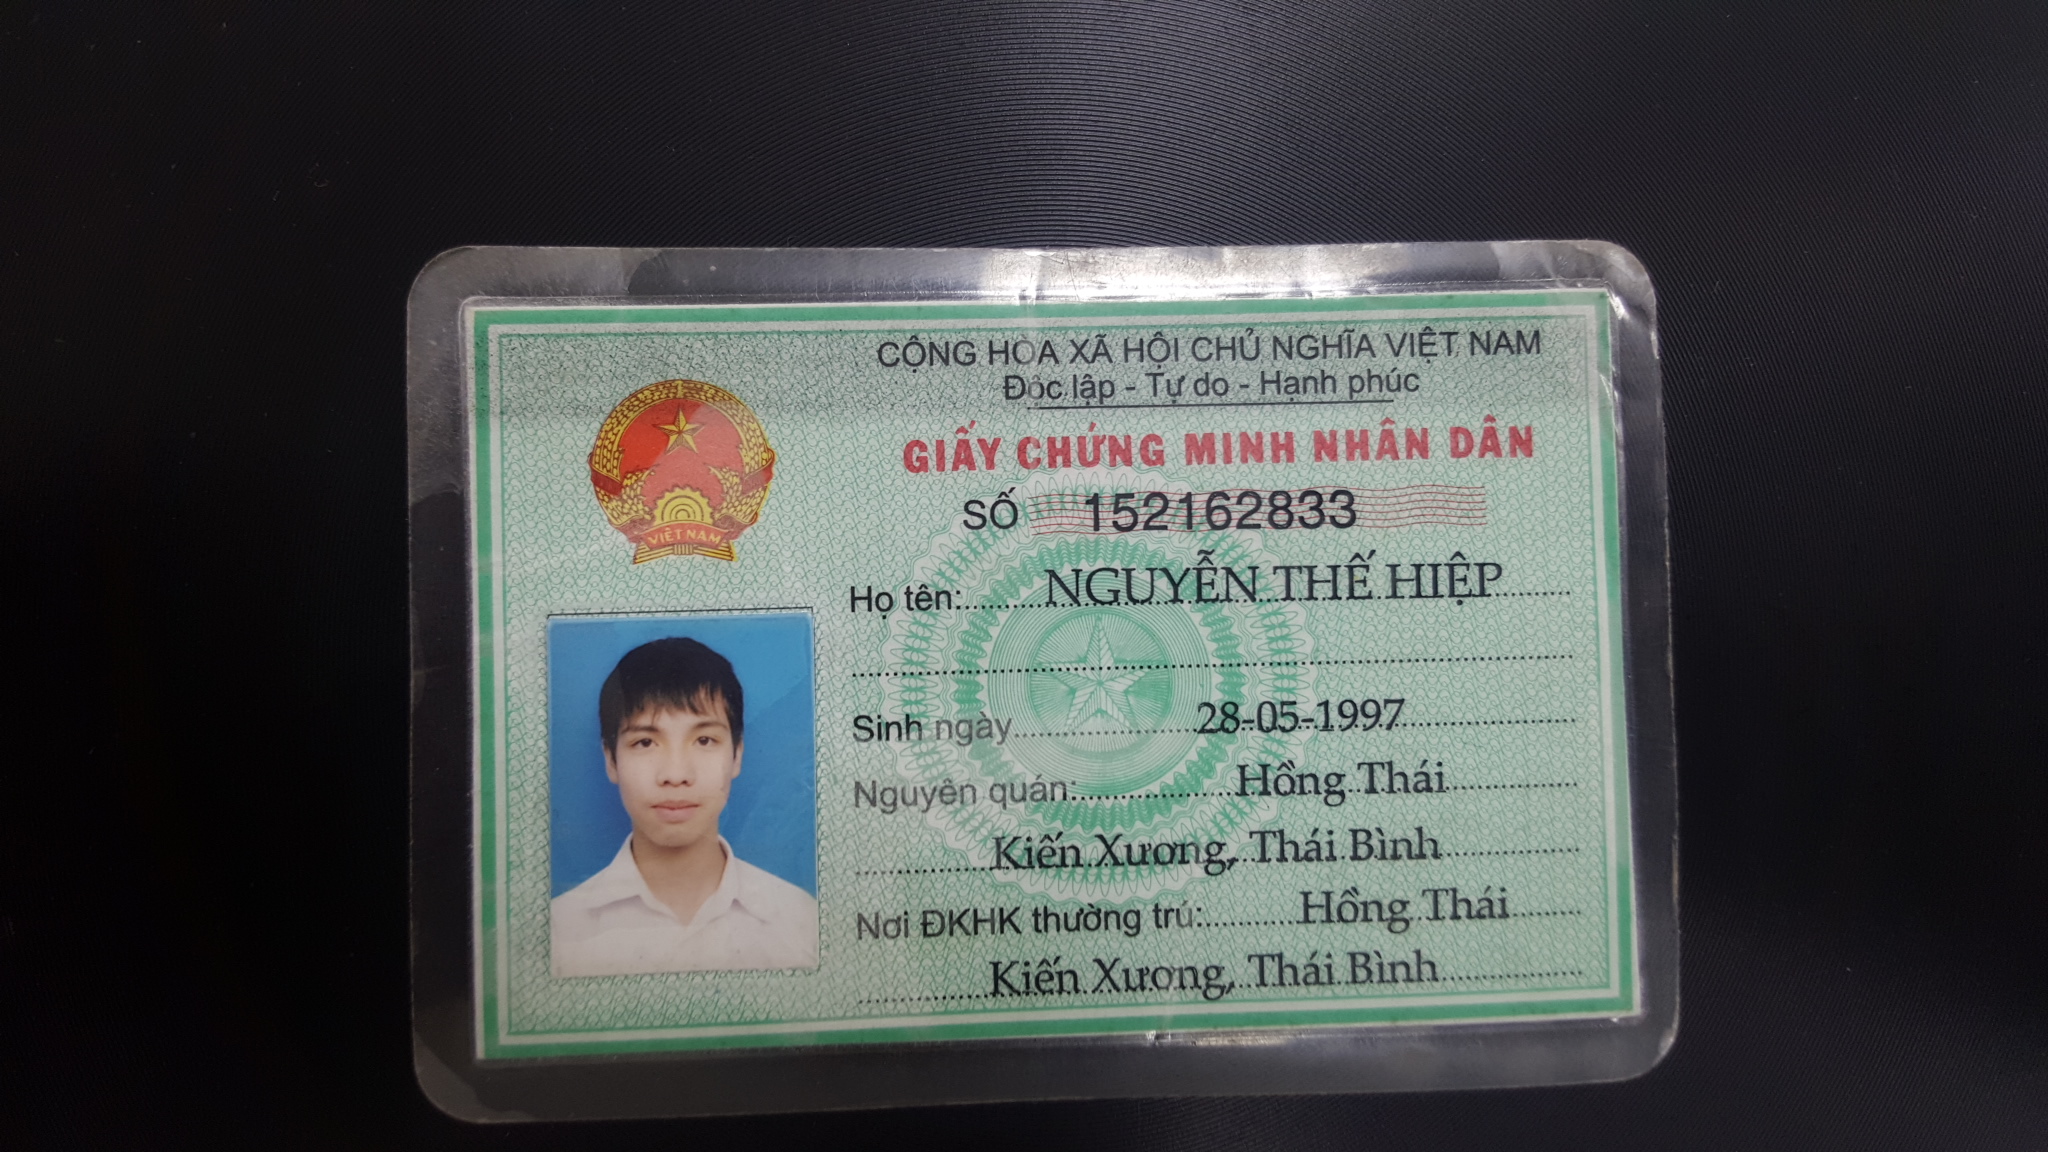 CỘNG HÒA XÃ HỘI CHỦ NGHĨA VIỆT NAM
Độc lập - Tự do - Hạnh phúc
GIẤY CHỨNG MINH NHÂN DÂN
SỐ 152162833
Họ tên: NGUYỄN THẾ HIỆP
Sinh ngày 28-05-1997
Nguyên quán: Hồng Thái
Kiến Xương, Thái Bình
Nơi ĐKHK thường trú: Hồng Thái
Kiến Xương, Thái Bình
VIỆT NAM